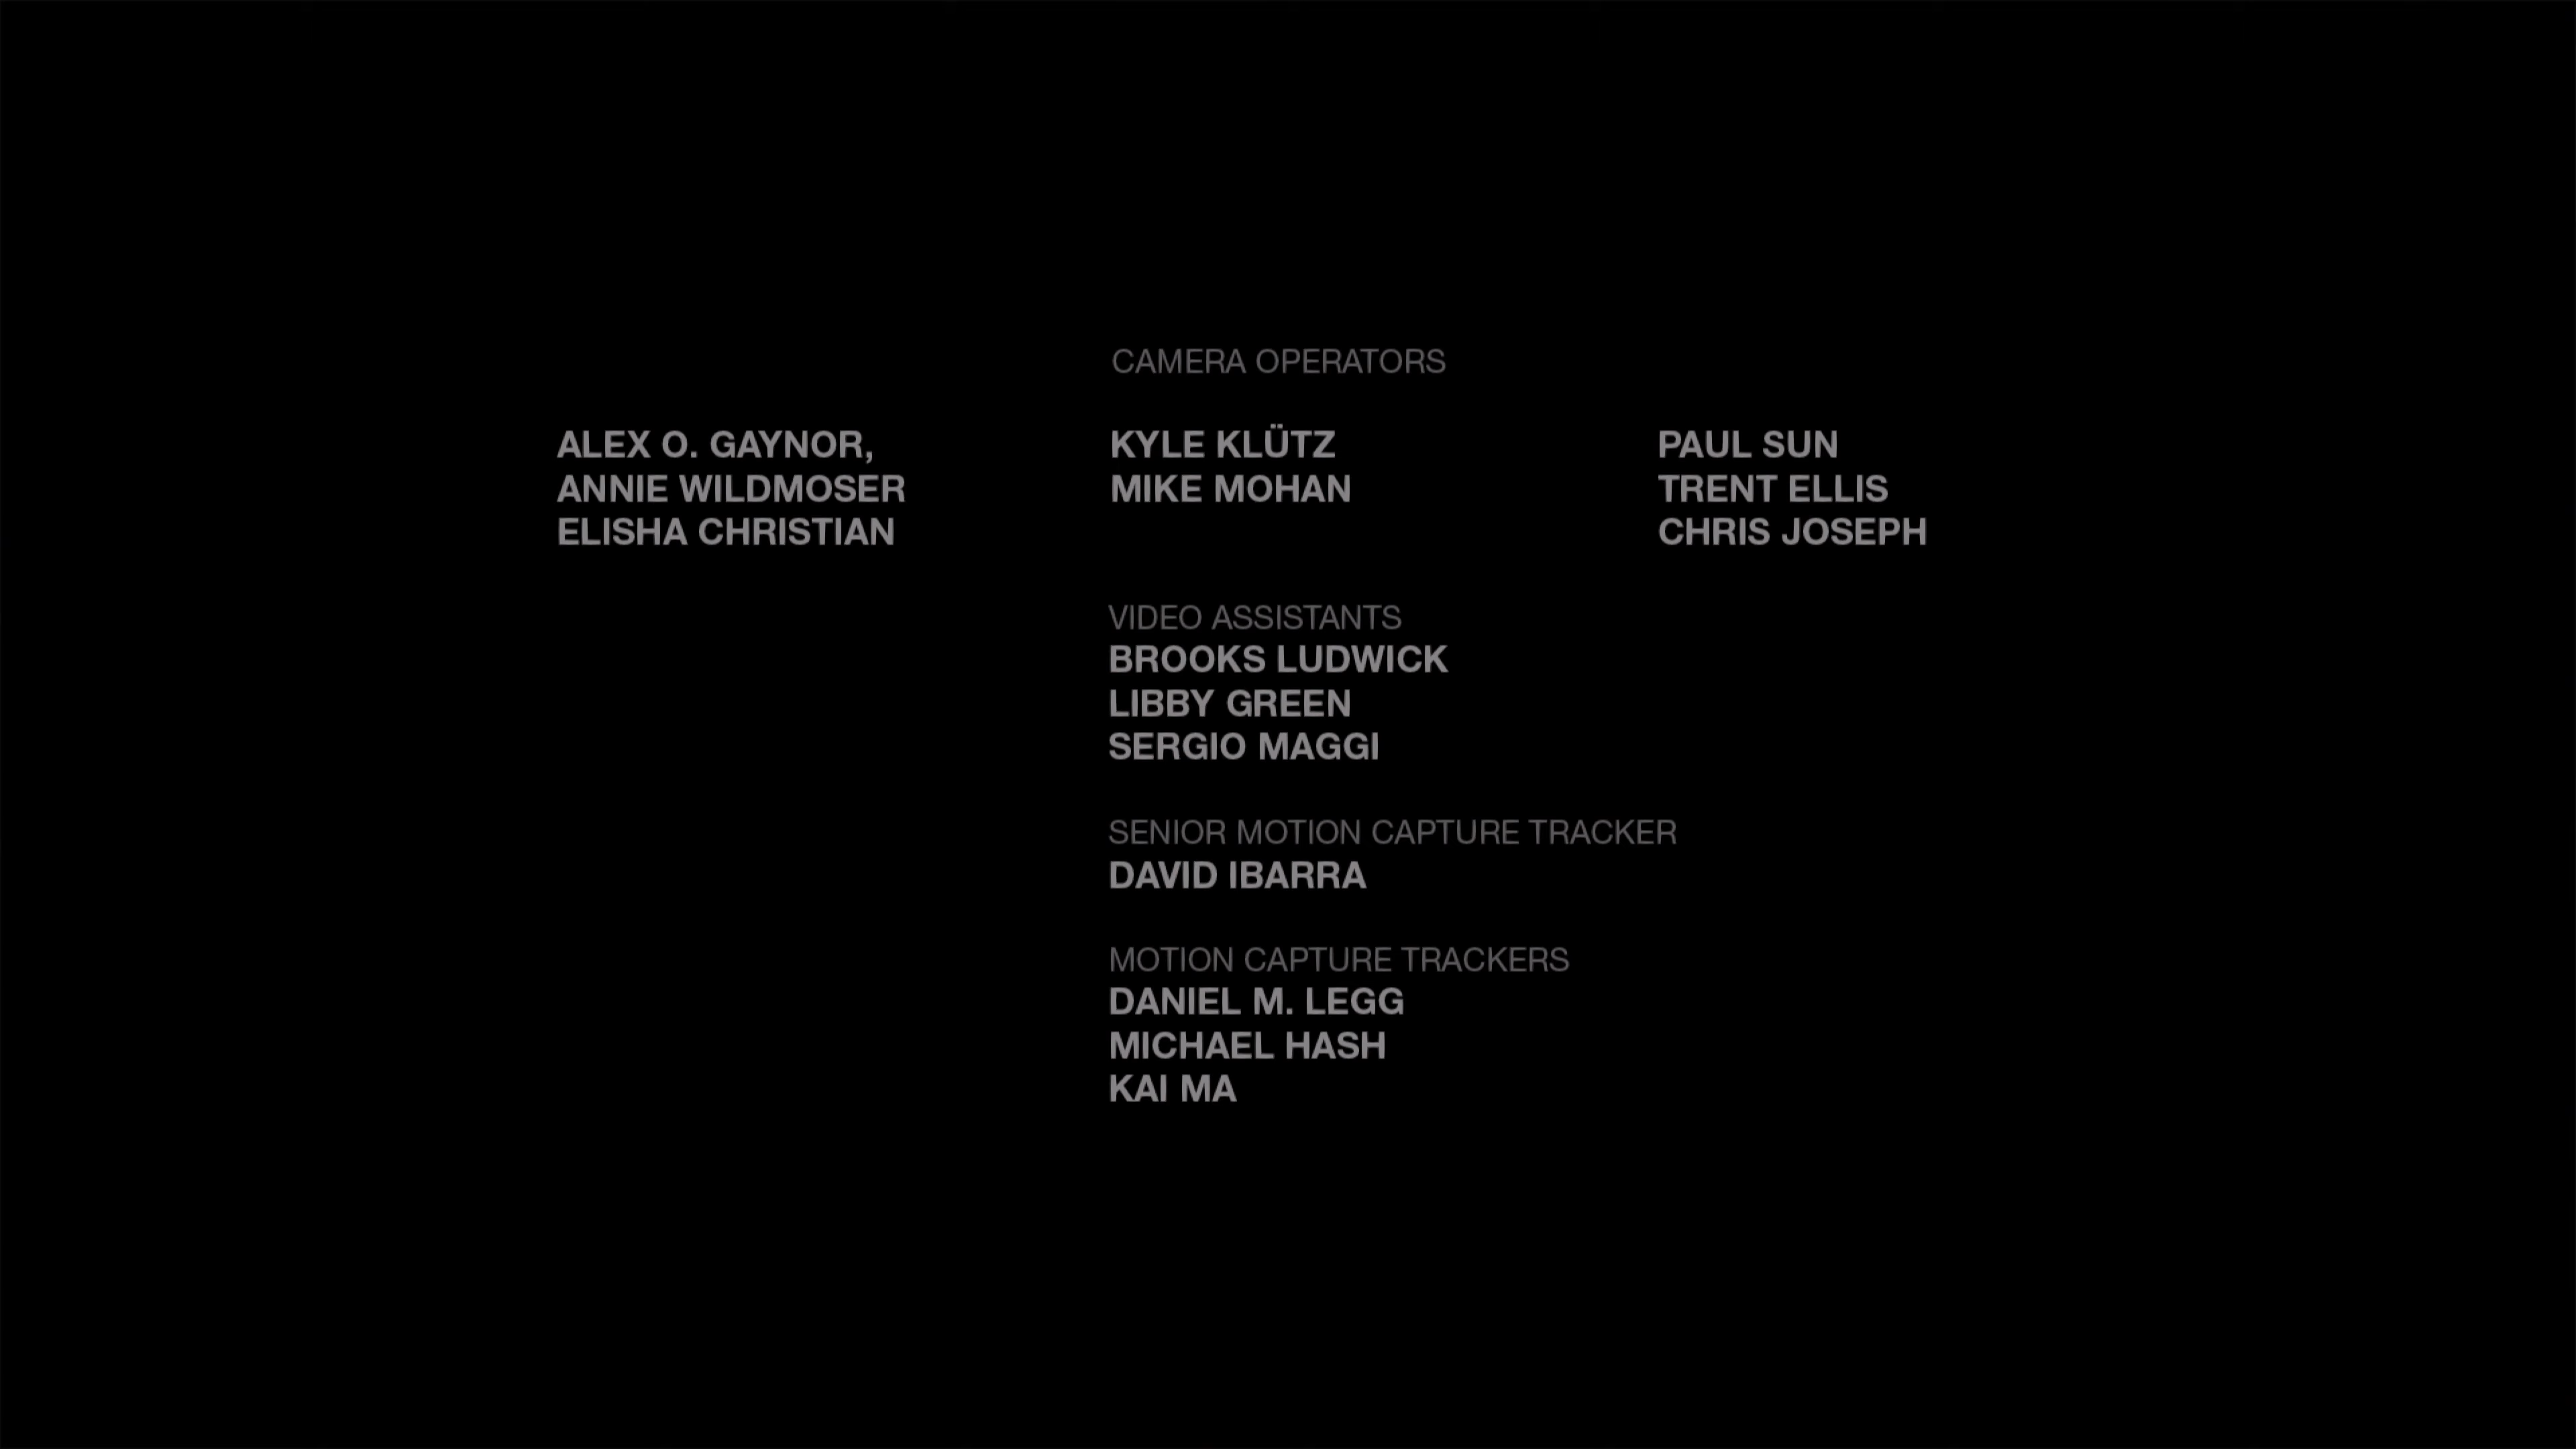 CAMERA OPERATORS
ALEX O. GAYNOR,
ANNIE WILDMOSER
ELISHA CHRISTIAN
KYLE KLÜTZ
MIKE MOHAN
PAUL SUN
TRENT ELLIS
CHRIS JOSEPH
VIDEO ASSISTANTS
BROOKS LUDWICK
LIBBY GREEN
SERGIO MAGGI
SENIOR MOTION CAPTURE TRACKER
DAVID IBARRA
MOTION CAPTURE TRACKERS
DANIEL M. LEGG
MICHAEL HASH
KAI MA